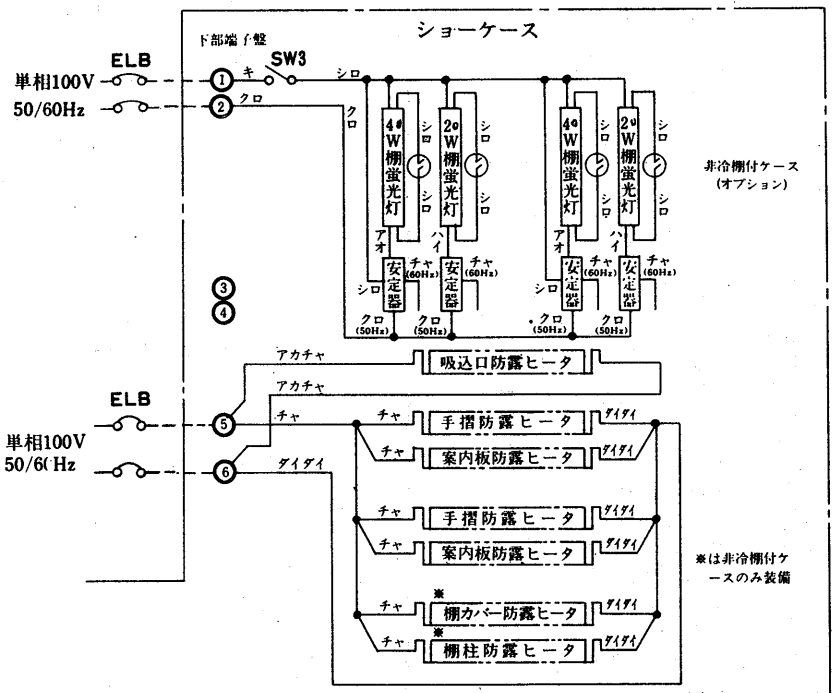 ショーケース
下部端子盤
ELB
単相100V
50/60Hz
①
②
キ
SW3
シロ
クロ
クロ
40W棚蛍光灯
シロ
シロ
20W棚蛍光灯
シロ
シロ
40W棚蛍光灯
シロ
シロ
20W棚蛍光灯
シロ
シロ
非冷棚付ケース
(オプション)
アオ
ハイ
アオ
ハイ
シロ
安定器
チャ
(60Hz)
安定器
チャ
(60Hz)
シロ
安定器
チャ
(60Hz)
安定器
チャ
(60Hz)
クロ
(50Hz)
クロ
(50Hz)
クロ
(50Hz)
クロ
(50Hz)
③
④
アカチャ
吸込口防露ヒータ
アカチャ
ELB
単相100V
50/60Hz
⑤
⑥
チャ
ダイダイ
チャ
手摺防露ヒータ
ダイダイ
チャ
案内板防露ヒータ
ダイダイ
チャ
手摺防露ヒータ
ダイダイ
チャ
案内板防露ヒータ
ダイダイ
※は非冷棚付ケ
ースのみ装備
※
チャ
棚カバー防露ヒータ
ダイダイ
※
チャ
棚柱防露ヒータ
ダイダイ